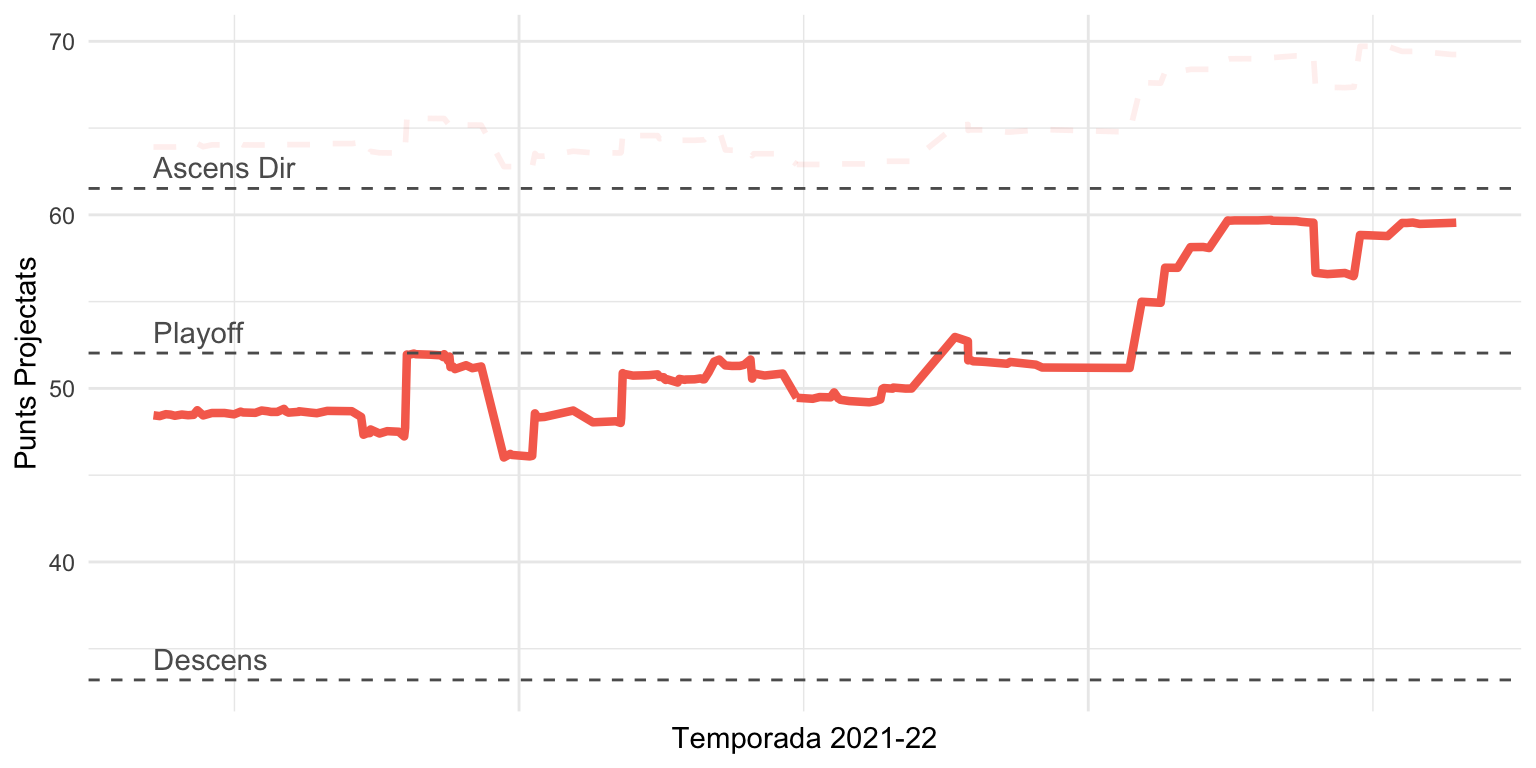 70
60
50
40
Punts Projectats
Ascens Dir
Playoff
Descens
Temporada 2021-22